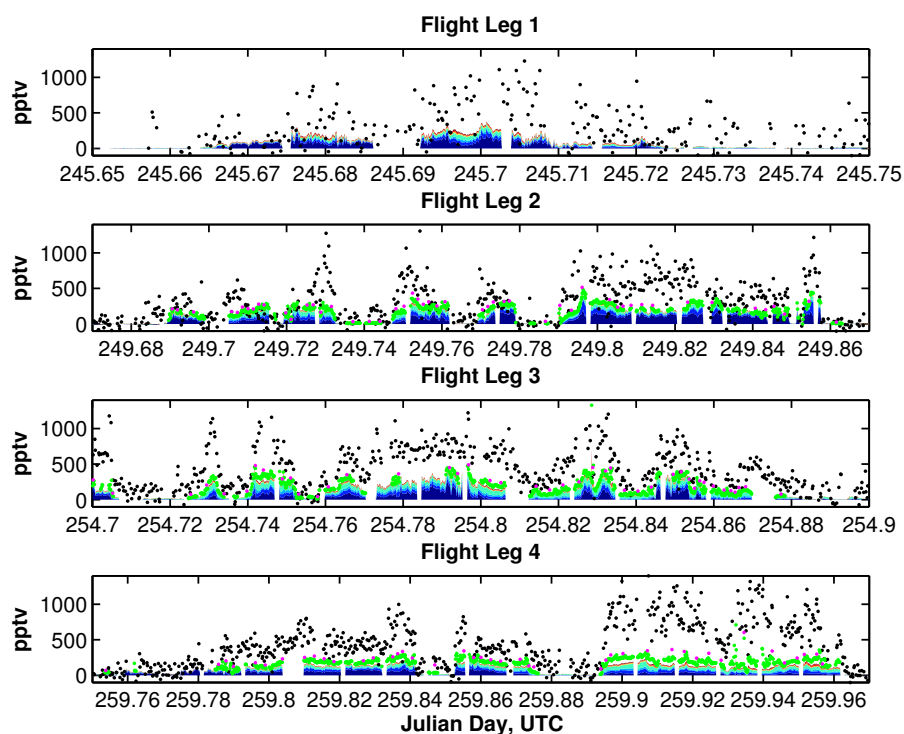 Flight Leg 1
pptv
1000
500
0
245.65 245.66 245.67 245.68 245.69 245.7 245.71 245.72 245.73 245.74 245.75
Flight Leg 2
pptv
1000
500
0
249.68 249.7 249.72 249.74 249.76 249.78 249.8 249.82 249.84 249.86
Flight Leg 3
pptv
1000
500
0
254.7 254.72 254.74 254.76 254.78 254.8 254.82 254.84 254.86 254.88 254.9
Flight Leg 4
pptv
1000
500
0
259.76 259.78 259.8 259.82 259.84 259.86 259.88 259.9 259.92 259.94 259.96
Julian Day, UTC